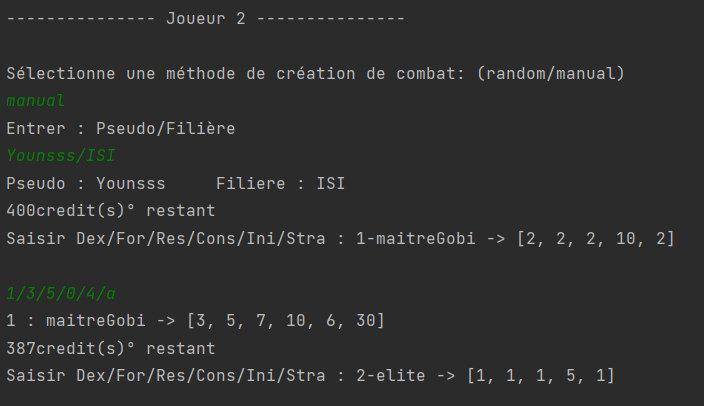 --------------- Joueur 2 ---------------
Sélectionne une méthode de création de combat: (random/manual)
manual
Entrer : Pseudo/Filière
Younsss/ISI
Pseudo : Younsss     Filiere : ISI
400credit(s)° restant
Saisir Dex/For/Res/Cons/Ini/Stra : 1-maitreGobi -> [2, 2, 2, 10, 2]
1/3/5/0/4/a
1 : maitreGobi -> [3, 5, 7, 10, 6, 30]
387credit(s)° restant
Saisir Dex/For/Res/Cons/Ini/Stra : 2-elite -> [1, 1, 1, 5, 1]